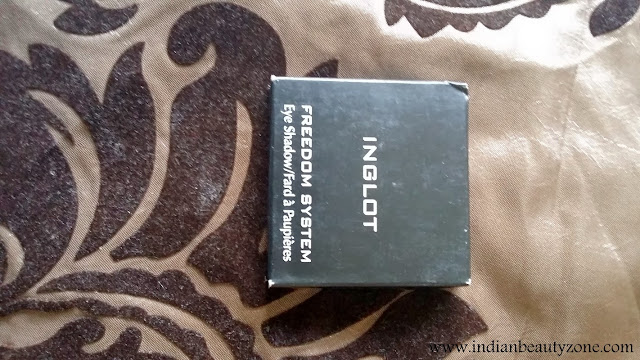 INGLOT
FREEDOM SYSTEM
Eye Shadow/Fard à Paupières
www.indianbeautyzone.com